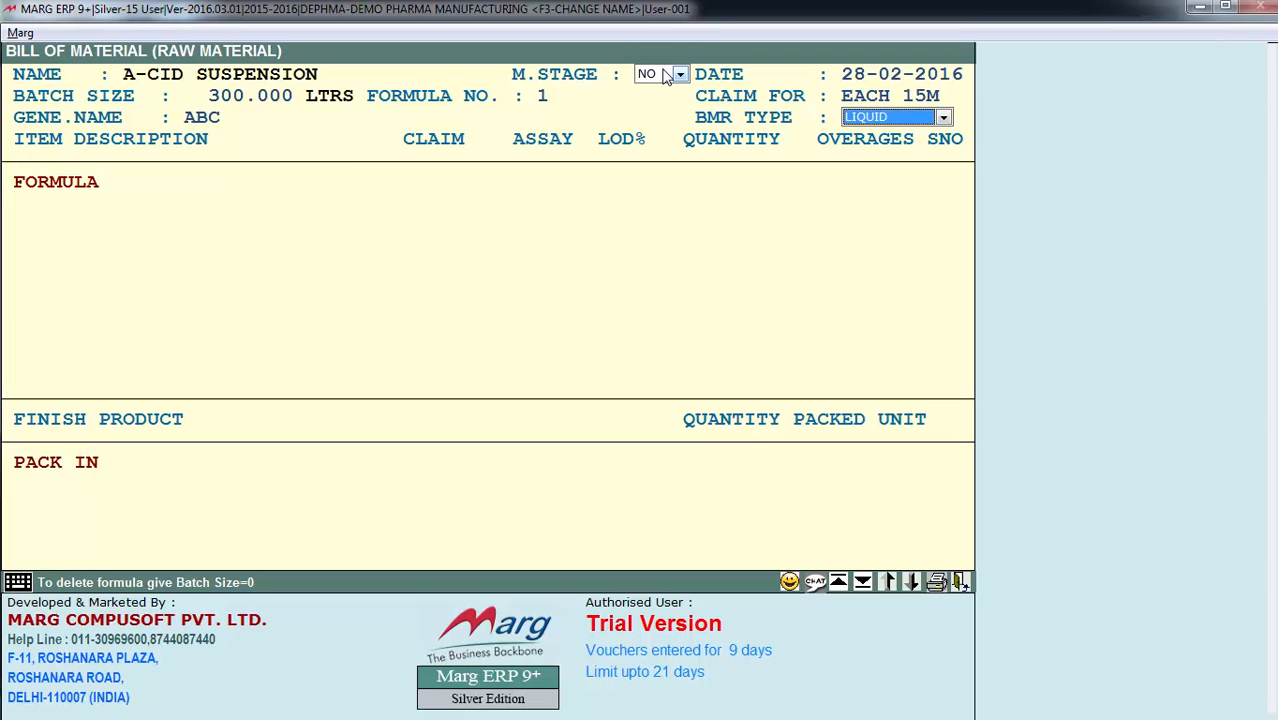 MARG ERP 9+|Silver-15 User|Ver-2016.03.01|2015-2016|DEPHMA-DEMO PHARMA MANUFACTURING <F3-CHANGE NAME>|User-001
Marg
BILL OF MATERIAL (RAW MATERIAL)
NAME : A-CID SUSPENSION M.STAGE : NO DATE : 28-02-2016
BATCH SIZE : 300.000 LTRS FORMULA NO. : 1 CLAIM FOR : EACH 15M
GENE.NAME : ABC BMR TYPE : LIQUID
ITEM DESCRIPTION CLAIM ASSAY LOD% QUANTITY OVERAGES SNO
FORMULA
FINISH PRODUCT QUANTITY PACKED UNIT
PACK IN
To delete formula give Batch Size=0 CHAT
Developed & Marketed By :
MARG COMPUSOFT PVT. LTD.
Help Line : 011-30969600,8744087440
F-11, ROSHANARA PLAZA,
ROSHANARA ROAD,
DELHI-110007 (INDIA)
Marg
The Business Backbone
Marg ERP 9+
Silver Edition
Authorised User :
Trial Version
Vouchers entered for 9 days
Limit upto 21 days